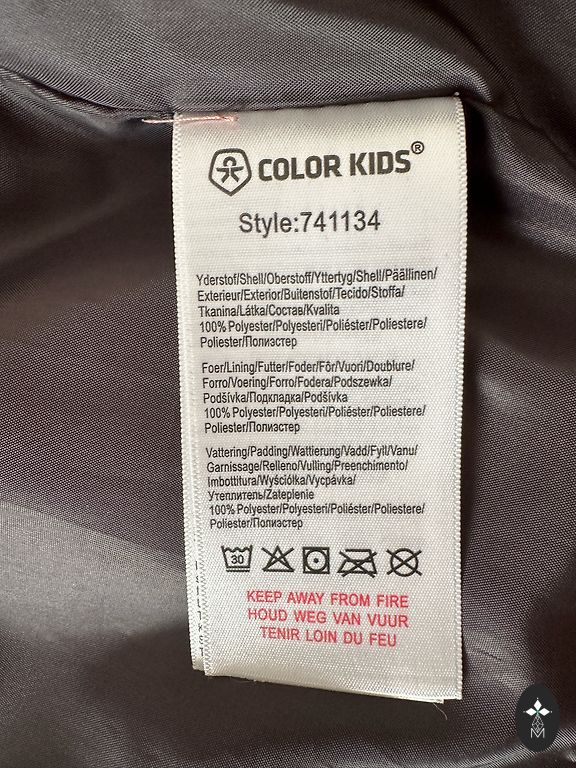 COLOR KIDS®
Style:741134
Yderstof/Shell/Oberstoff/Yttertyg/Shell/Päällinen/
Exterieur/Exterior/Buitenstof/Tecido/Stoffa/
Tkanina/Látka/Состав/Kvalita
100% Polyester/Polyesteri/Poliéster/Poliestere/
Poliester/Полиэстер
Foer/Lining/Futter/Foder/Fôr/Vuori/Doublure/
Forro/Voering/Forro/Fodera/Podszewka/
Podšívka/Подкладка/Podšívka
100% Polyester/Polyesteri/Poliéster/Poliestere/
Poliester/Полиэстер
Vattering/Padding/Wattierung/Vadd/Fyll/Vanu/
Garnissage/Relleno/Vulling/Preenchimento/
Imbottitura/Wyściółka/Vycpávka/
Утеплитель/Zateplenie
100% Polyester/Polyesteri/Poliéster/Poliestere/
Poliester/Полиэстер
30
KEEP AWAY FROM FIRE
HOUD WEG VAN VUUR
TENIR LOIN DU FEU
M